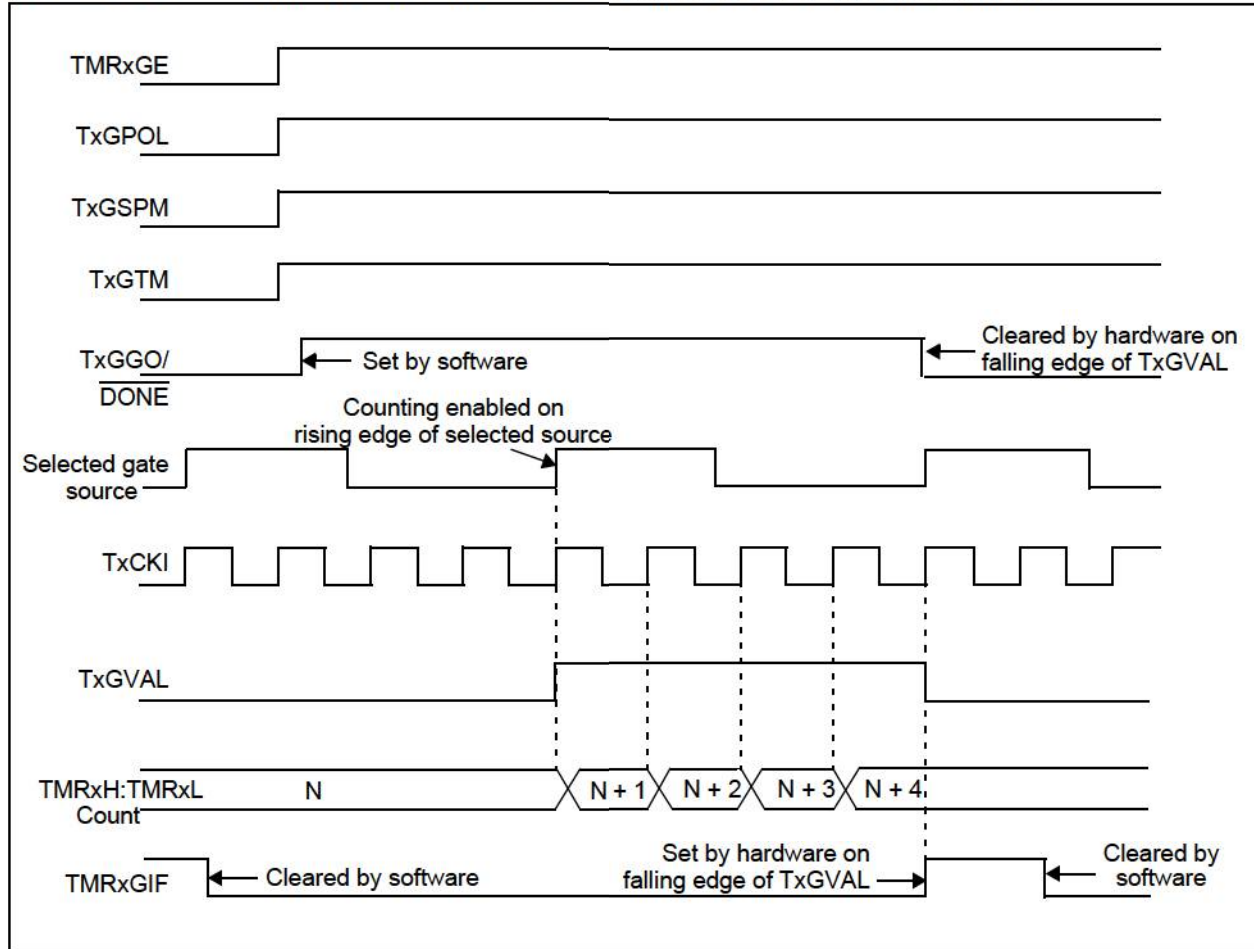 TMRxGE
TxGPOL
TxGSPM
TxGTM
TxGGO/
DONE
Set by software
Cleared by hardware on
falling edge of TxGVAL
Counting enabled on
rising edge of selected source
Selected gate
source
TxCKI
TxGVAL
TMRxH:TMRxL
Count
N
N + 1
N + 2
N + 3
N + 4
TMRxGIF
Cleared by software
Set by hardware on
falling edge of TxGVAL
Cleared by
software